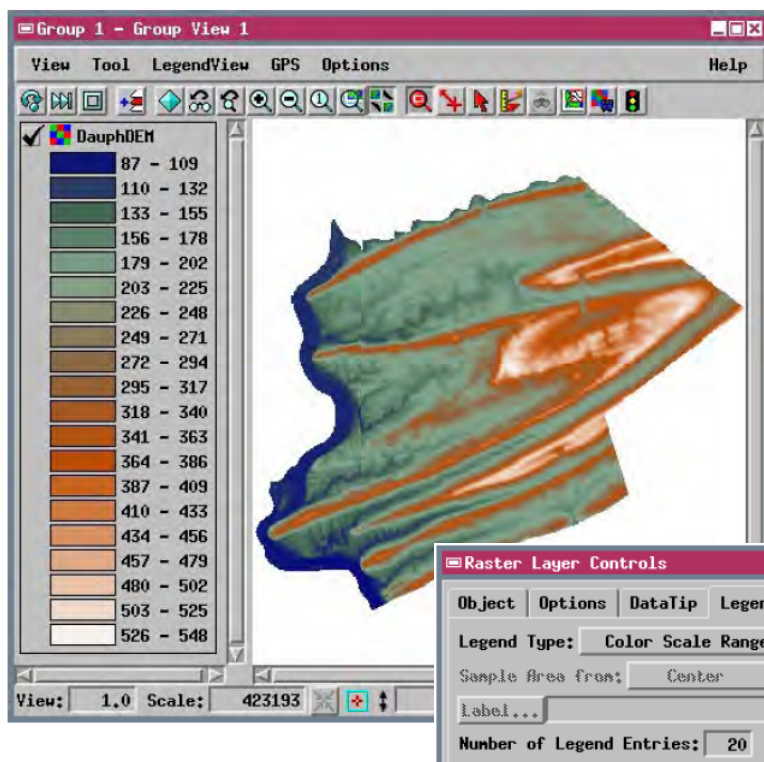 Group 1 - Group View 1
View Tool LegendView GPS Options Help
DauphDEM
87 - 109
110 - 132
133 - 155
156 - 178
179 - 202
203 - 225
226 - 248
249 - 271
272 - 294
295 - 317
318 - 340
341 - 363
364 - 386
387 - 409
410 - 433
434 - 456
457 - 479
480 - 502
503 - 525
526 - 548
View: 1.0 Scale: 423193
Raster Layer Controls
Object Options DataTip Legen
Legend Type: Color Scale Range
Sample Area from: Center
Label...
Number of Legend Entries: 20